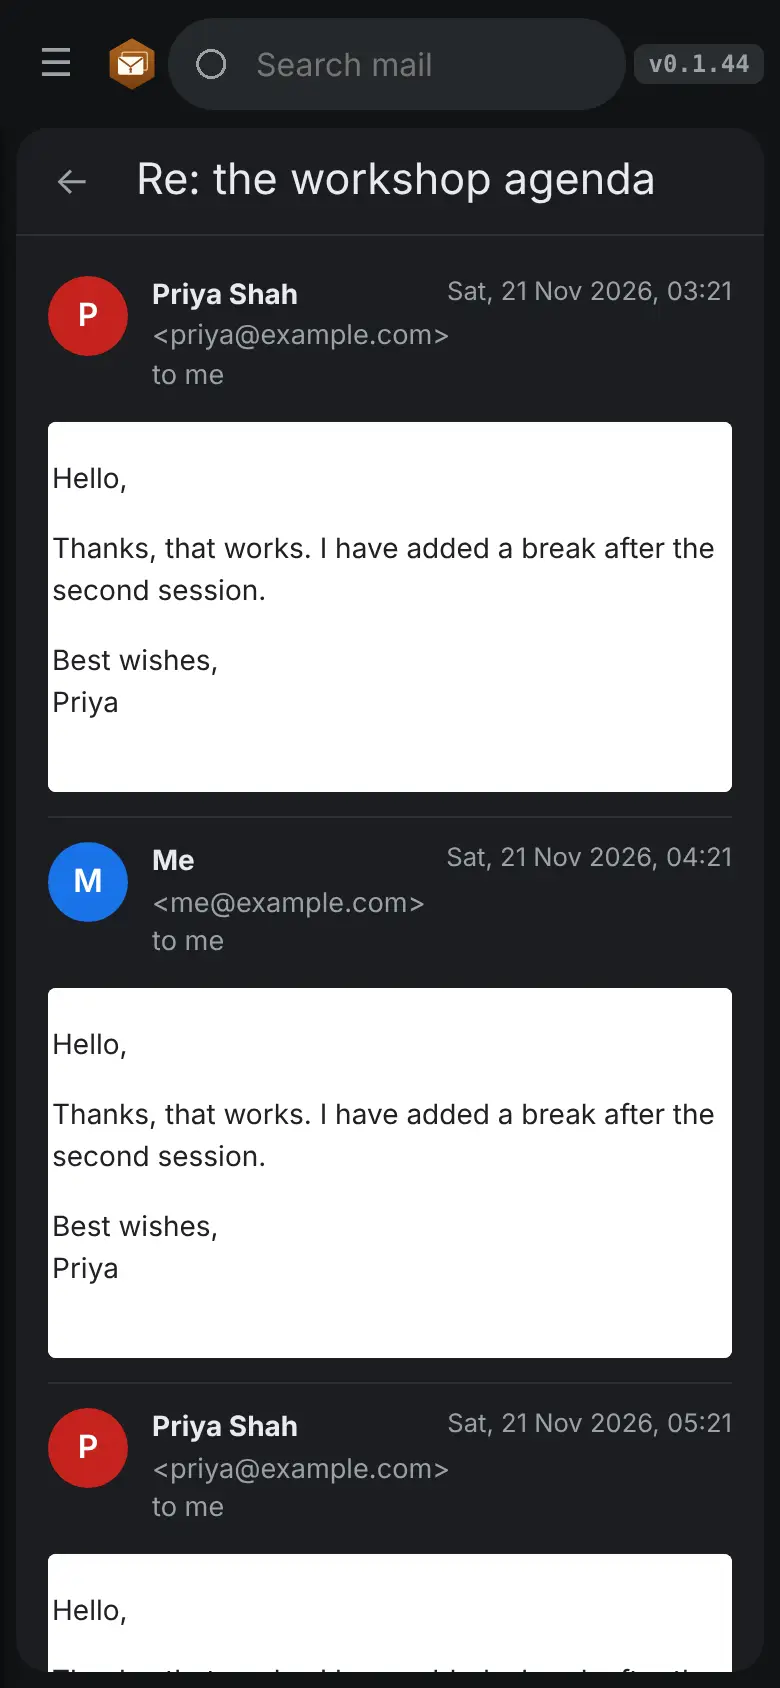 Search mail
v0.1.44
Re: the workshop agenda
P
Priya Shah
Sat, 21 Nov 2026, 03:21
<priya@example.com>
to me
Hello,
Thanks, that works. I have added a break after the
second session.
Best wishes,
Priya
M
Me
Sat, 21 Nov 2026, 04:21
<me@example.com>
to me
Hello,
Thanks, that works. I have added a break after the
second session.
Best wishes,
Priya
P
Priya Shah
Sat, 21 Nov 2026, 05:21
<priya@example.com>
to me
Hello,